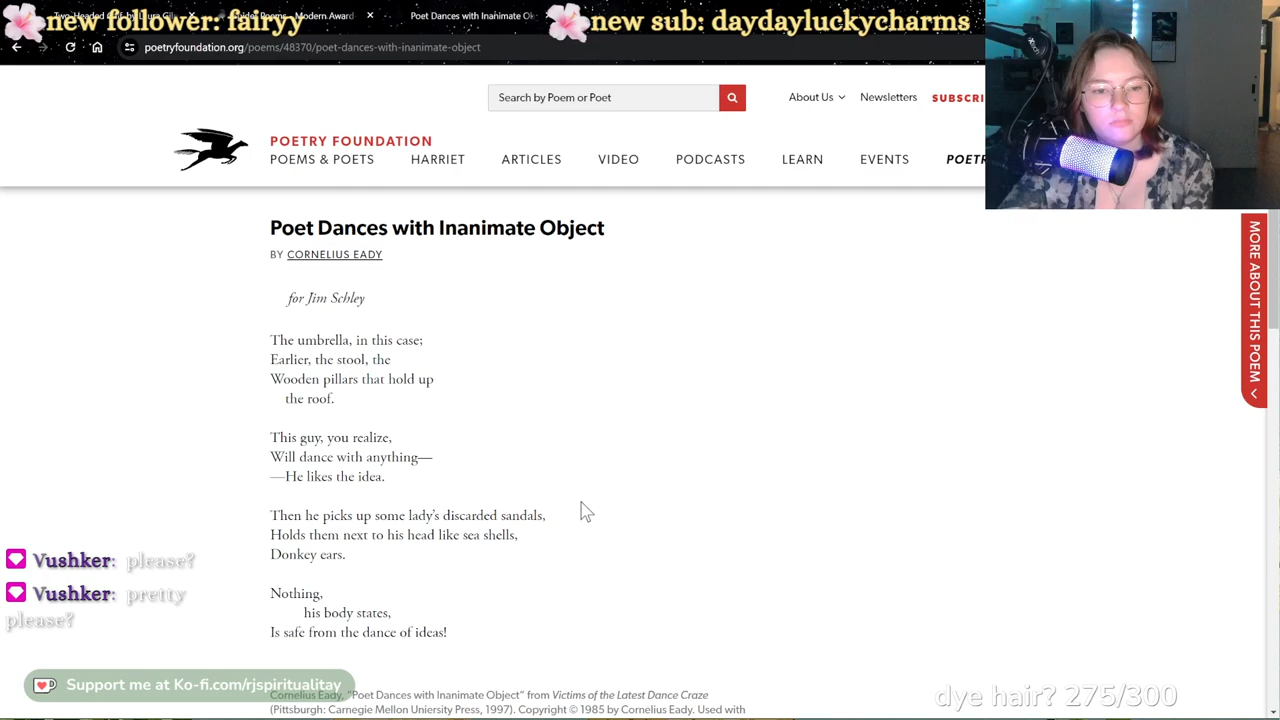 new follower: fairyy
new sub: daydayluckycharms
Poems - Modern Award
Poet Dances with Inanimate Ob
poetryfoundation.org/poems/48370/poet-dances-with-inanimate-object
Search by Poem or Poet
About Us
Newsletters
SUBSCRI
POETRY FOUNDATION
POEMS & POETS
HARRIET
ARTICLES
VIDEO
PODCASTS
LEARN
EVENTS
POETR
MORE ABOUT THIS POEM
Poet Dances with Inanimate Object
BY CORNELIUS EADY
for Jim Schley
The umbrella, in this case;
Earlier, the stool, the
Wooden pillars that hold up
the roof.
This guy, you realize,
Will dance with anything—
—He likes the idea.
Then he picks up some lady’s discarded sandals,
Holds them next to his head like sea shells,
Donkey ears.
Nothing,
his body states,
Is safe from the dance of ideas!
Vushker: please?
Vushker: pretty
please?
Support me at Ko-fi.com/rjspiritualitay
Cornelius Eady, “Poet Dances with Inanimate Object” from Victims of the Latest Dance Craze
(Pittsburgh: Carnegie Mellon Uniersity Press, 1997). Copyright © 1985 by Cornelius Eady. Used with
dye hair? 275/300